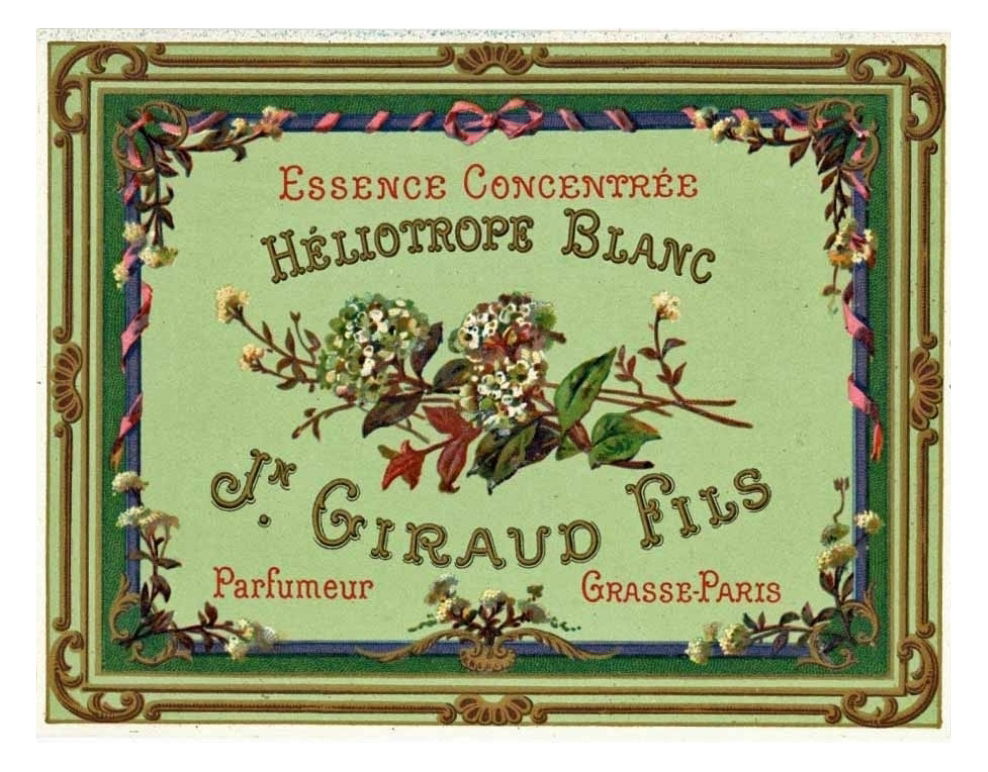 Essence Concentrée
Héliotrope Blanc
Jn. Giraud Fils
Parfumeur Grasse-Paris